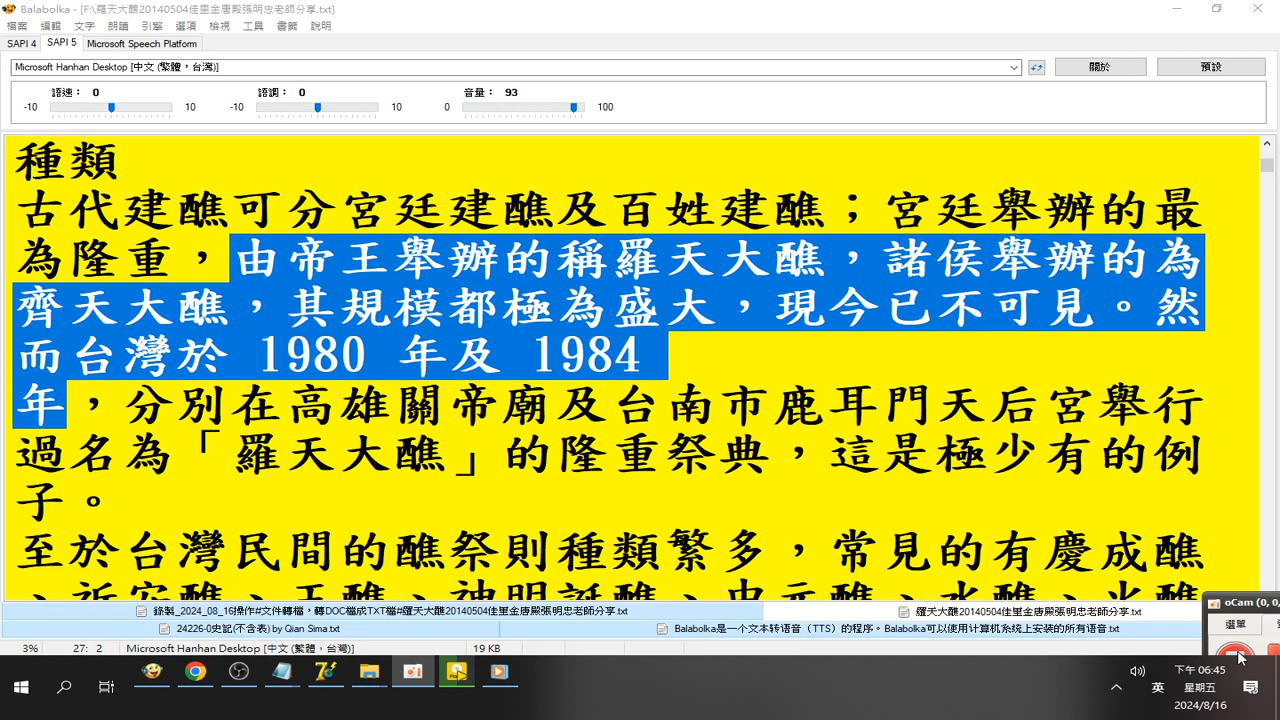 Balabolka - [F:\羅天大醮20140504佳里金唐殿張明忠老師分享.txt]
檔案 編輯 文字 朗讀 引擎 選項 檢視 工具 書籤 說明
SAPI 4 SAPI 5 Microsoft Speech Platform
Microsoft Hanhan Desktop [中文 (繁體，台灣)]
關於 預設
語速： 0 語調： 0 音量： 93
-10 10 -10 10 0 100
種類
古代建醮可分宮廷建醮及百姓建醮；宮廷舉辦的最
為隆重，由帝王舉辦的稱羅天大醮，諸侯舉辦的為
齊天大醮，其規模都極為盛大，現今已不可見。然
而台灣於 1980 年及 1984
年，分別在高雄關帝廟及台南市鹿耳門天后宮舉行
過名為「羅天大醮」的隆重祭典，這是極少有的例
子。
至於台灣民間的醮祭則種類繁多，常見的有慶成醮
、祈安醮、王醮、神明誕醮、中元醮、水醮、火醮
錄製_2024_08_16操作#文件轉檔，轉DOC檔成TXT檔#羅天大醮20140504佳里金唐殿張明忠老師分享.txt
羅天大醮20140504佳里金唐殿張明忠老師分享.txt
24226-0史記(不含表) by Qian Sima.txt
Balabolka是一个文本转语音（TTS）的程序。Balabolka可以使用计算机系统上安装的所有语音.txt
oCam (0, 0,
選單
3% 27: 2 Microsoft Hanhan Desktop [中文 (繁體，台灣)] 19 KB
下午 06:45
英 星期五
2024/8/16